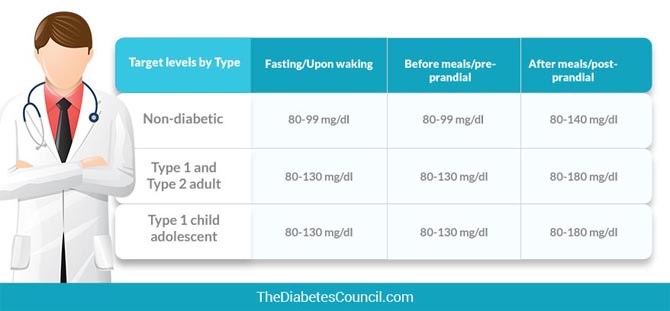 Target levels by Type
Fasting/Upon waking
Before meals/pre-
prandial
After meals/post-
prandial
Non-diabetic
80-99 mg/dl
80-99 mg/dl
80-140 mg/dl
Type 1 and
Type 2 adult
80-130 mg/dl
80-130 mg/dl
80-180 mg/dl
Type 1 child
adolescent
80-130 mg/dl
80-130 mg/dl
80-180 mg/dl
TheDiabetesCouncil.com